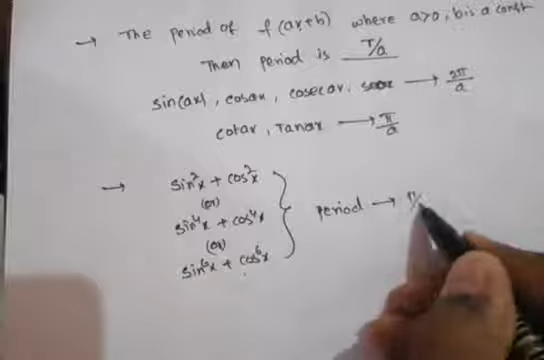 → The period of f(ax+b) where a>0, b is a const
Then period is T/a
sin(ax), cosax, cosecax, secax → 2π/a
cotax, Tanax → π/a
→ sin²x + cos²x
(or)
sin⁴x + cos⁴x
(or)
sin⁶x + cos⁶x
period → π/